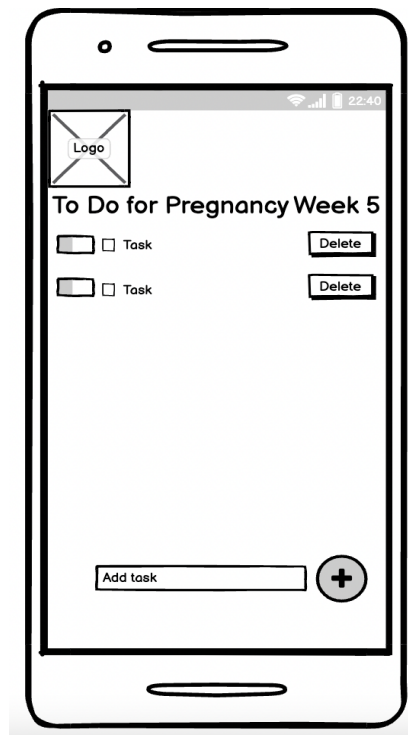 22:40
Logo
To Do for Pregnancy Week 5
Task Delete
Task Delete
Add task +